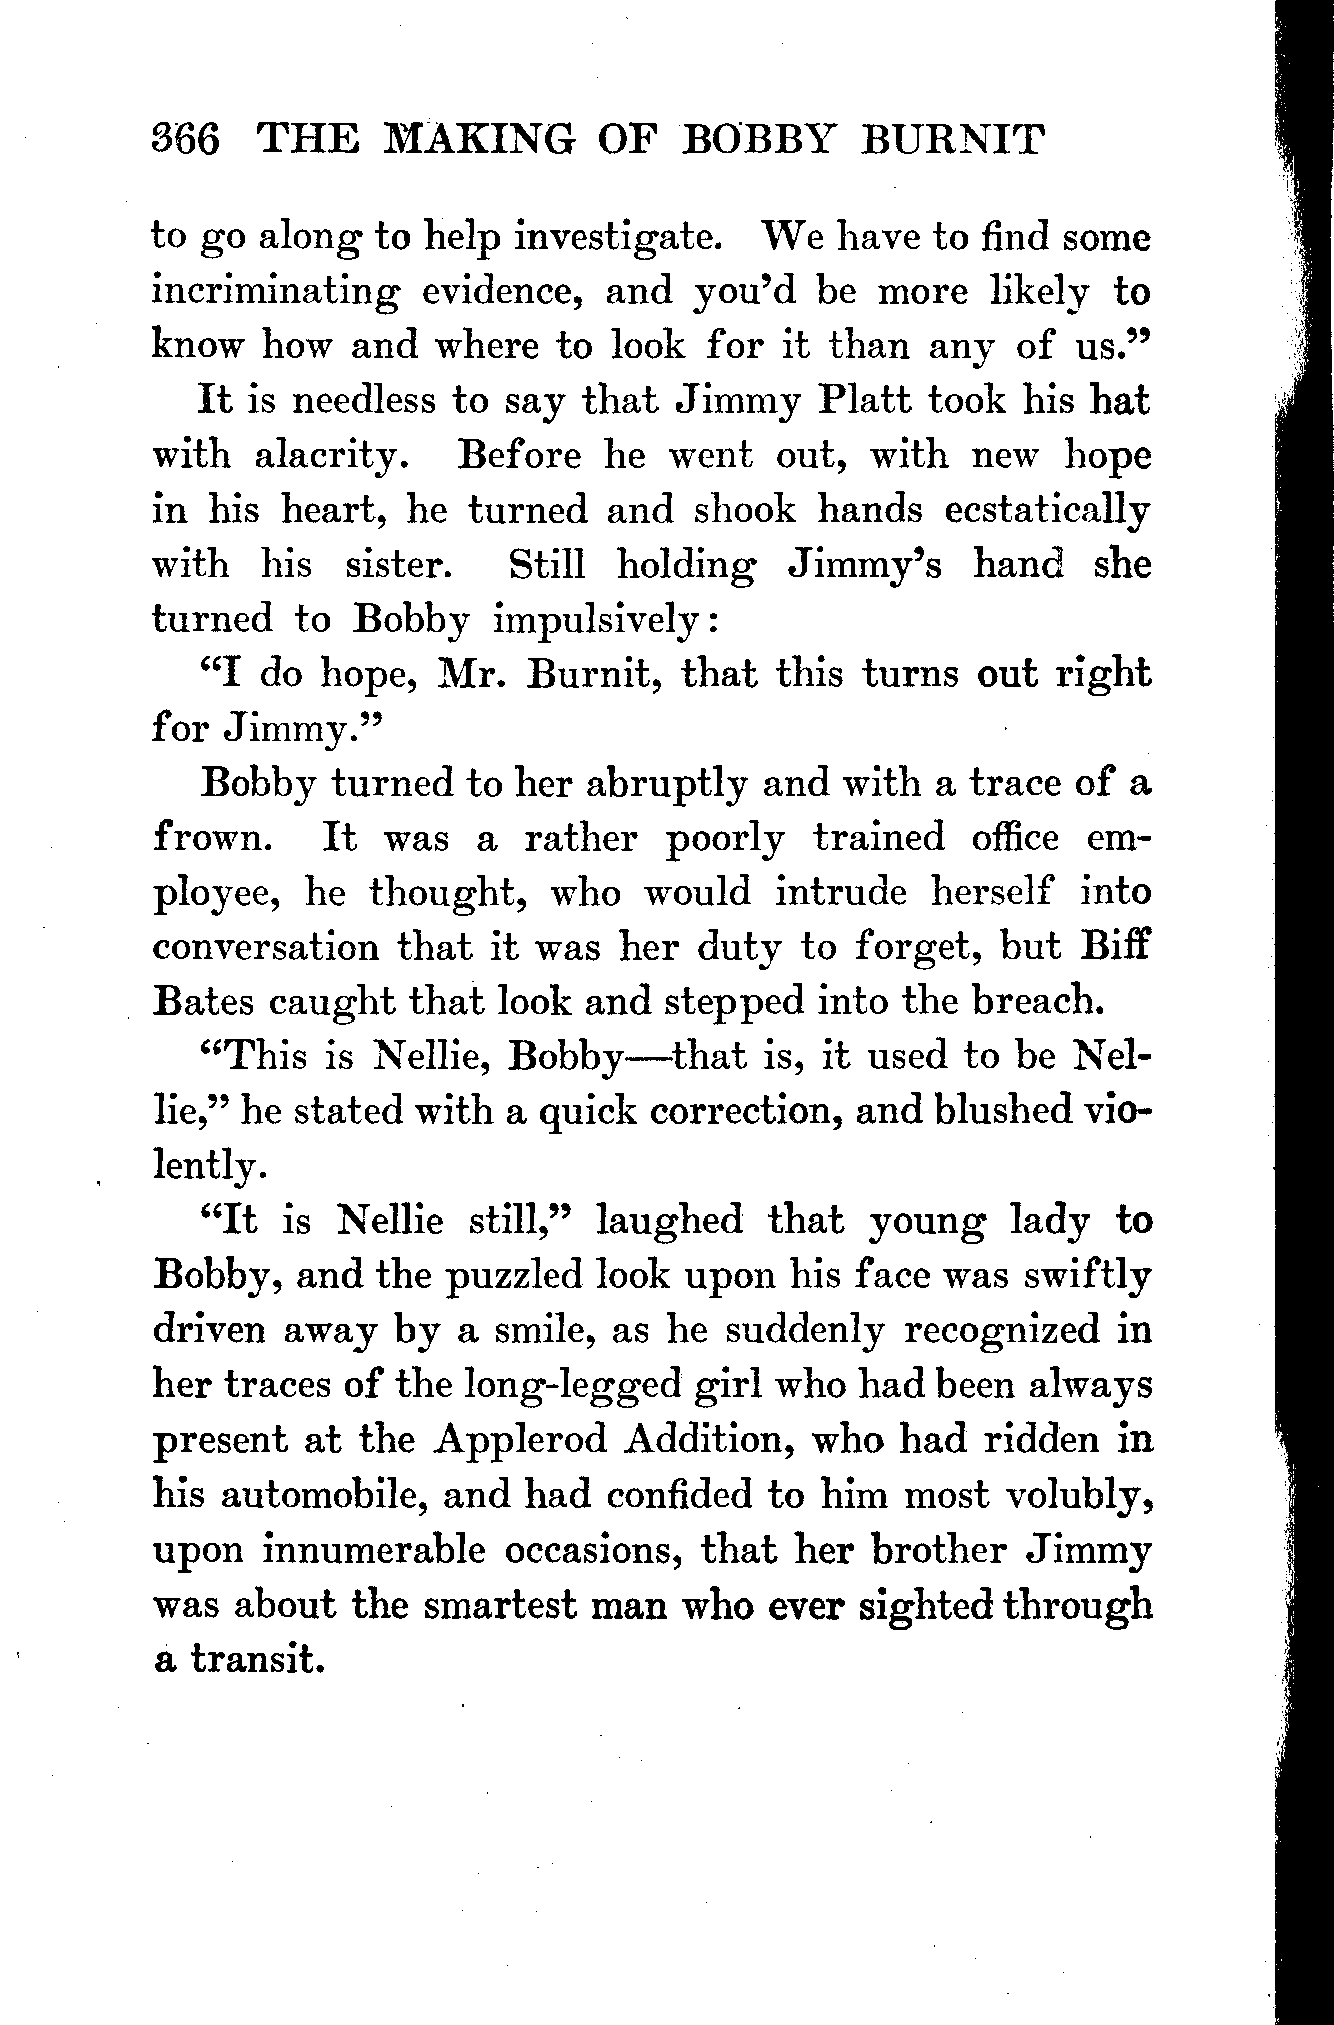 366 THE MAKING OF BOBBY BURNIT
to go along to help investigate. We have to find some
incriminating evidence, and you'd be more likely to
know how and where to look for it than any of us."
It is needless to say that Jimmy Platt took his hat
with alacrity. Before he went out, with new hope
in his heart, he turned and shook hands ecstatically
with his sister. Still holding Jimmy's hand she
turned to Bobby impulsively:
"I do hope, Mr. Burnit, that this turns out right
for Jimmy."
Bobby turned to her abruptly and with a trace of a
frown. It was a rather poorly trained office em-
ployee, he thought, who would intrude herself into
conversation that it was her duty to forget, but Biff
Bates caught that look and stepped into the breach.
"This is Nellie, Bobby—that is, it used to be Nel-
lie," he stated with a quick correction, and blushed vio-
lently.
"It is Nellie still," laughed that young lady to
Bobby, and the puzzled look upon his face was swiftly
driven away by a smile, as he suddenly recognized in
her traces of the long-legged girl who had been always
present at the Applerod Addition, who had ridden in
his automobile, and had confided to him most volubly,
upon innumerable occasions, that her brother Jimmy
was about the smartest man who ever sighted through
a transit.